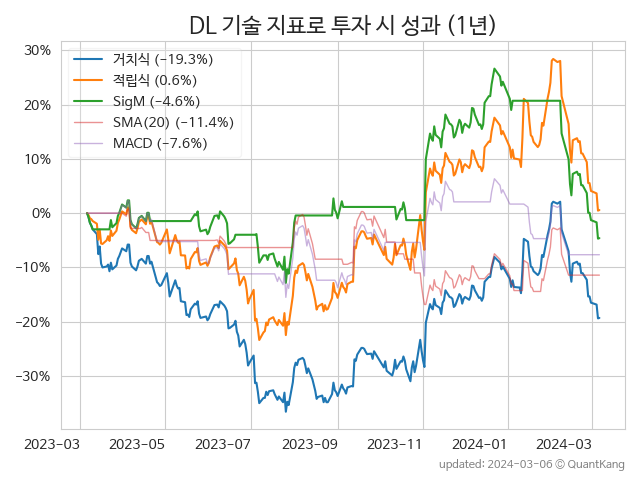 DL 기술 지표로 투자 시 성과 (1년)
거치식 (−19.3%)
적립식 (0.6%)
SigM (−4.6%)
SMA(20) (−11.4%)
MACD (−7.6%)
30%
20%
10%
0%
−10%
−20%
−30%
2023−03 2023−05 2023−07 2023−09 2023−11 2024−01 2024−03
updated: 2024−03−06 ⓒ QuantKang